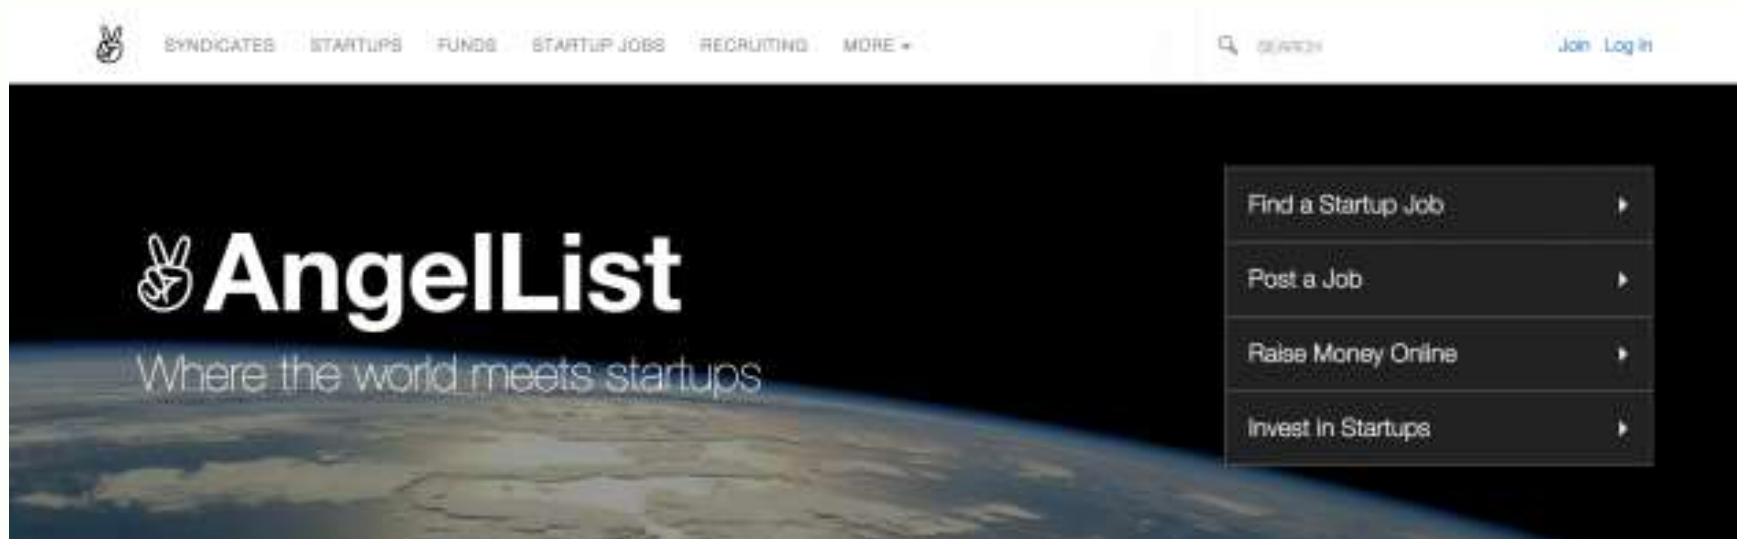 SYNDICATES STARTUPS FUNDS STARTUP JOBS RECRUITING MORE SEARCH Join Log In
Find a Startup Job
AngelList
Post a Job
Where the world meets startups
Raise Money Online
Invest in Startups